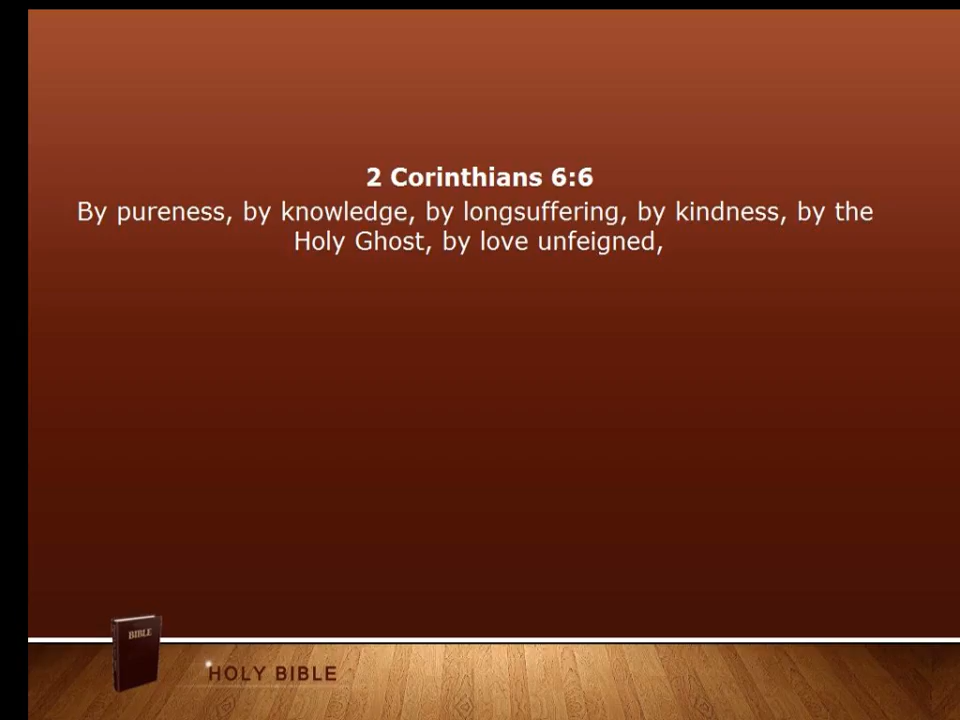 2 Corinthians 6:6
By pureness, by knowledge, by longsuffering, by kindness, by the
Holy Ghost, by love unfeigned,
BIBLE
HOLY BIBLE